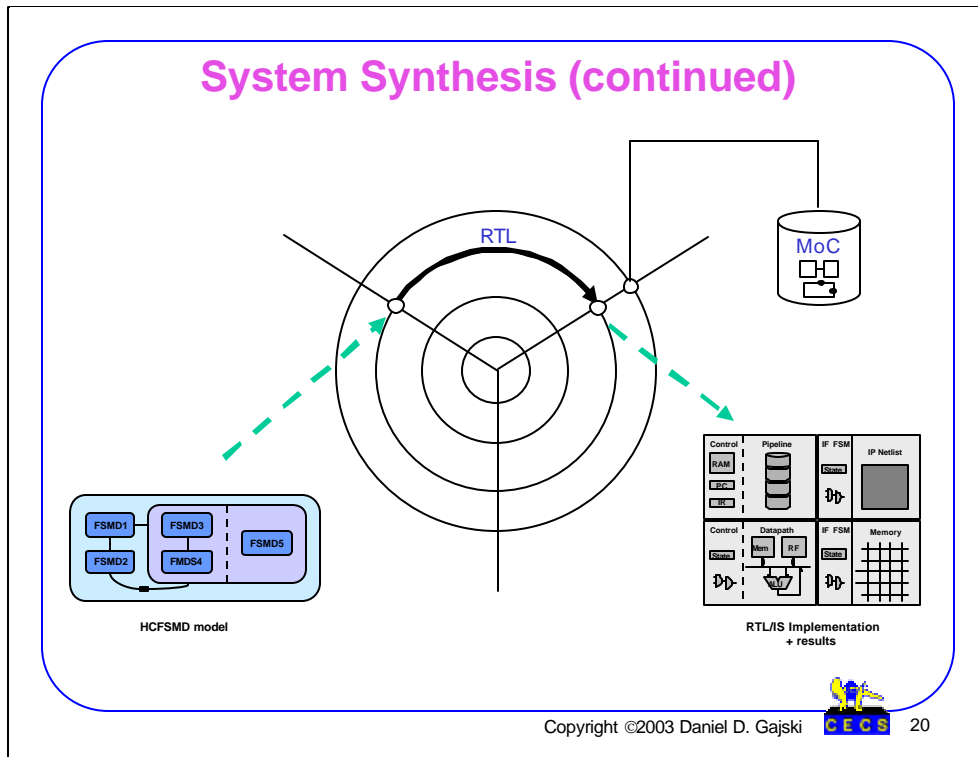 System Synthesis (continued)
RTL
MoC
FSMD1
FSMD3
FSMD5
FSMD2
FMDS4
HCFSMD model
Control
Pipeline
IF FSM
IP Netlist
RAM
State
PC
IR
Control
Datapath
IF FSM
Memory
Mem
RF
State
State
ALU
RTL/IS Implementation
+ results
Copyright ©2003 Daniel D. Gajski
CECS
20